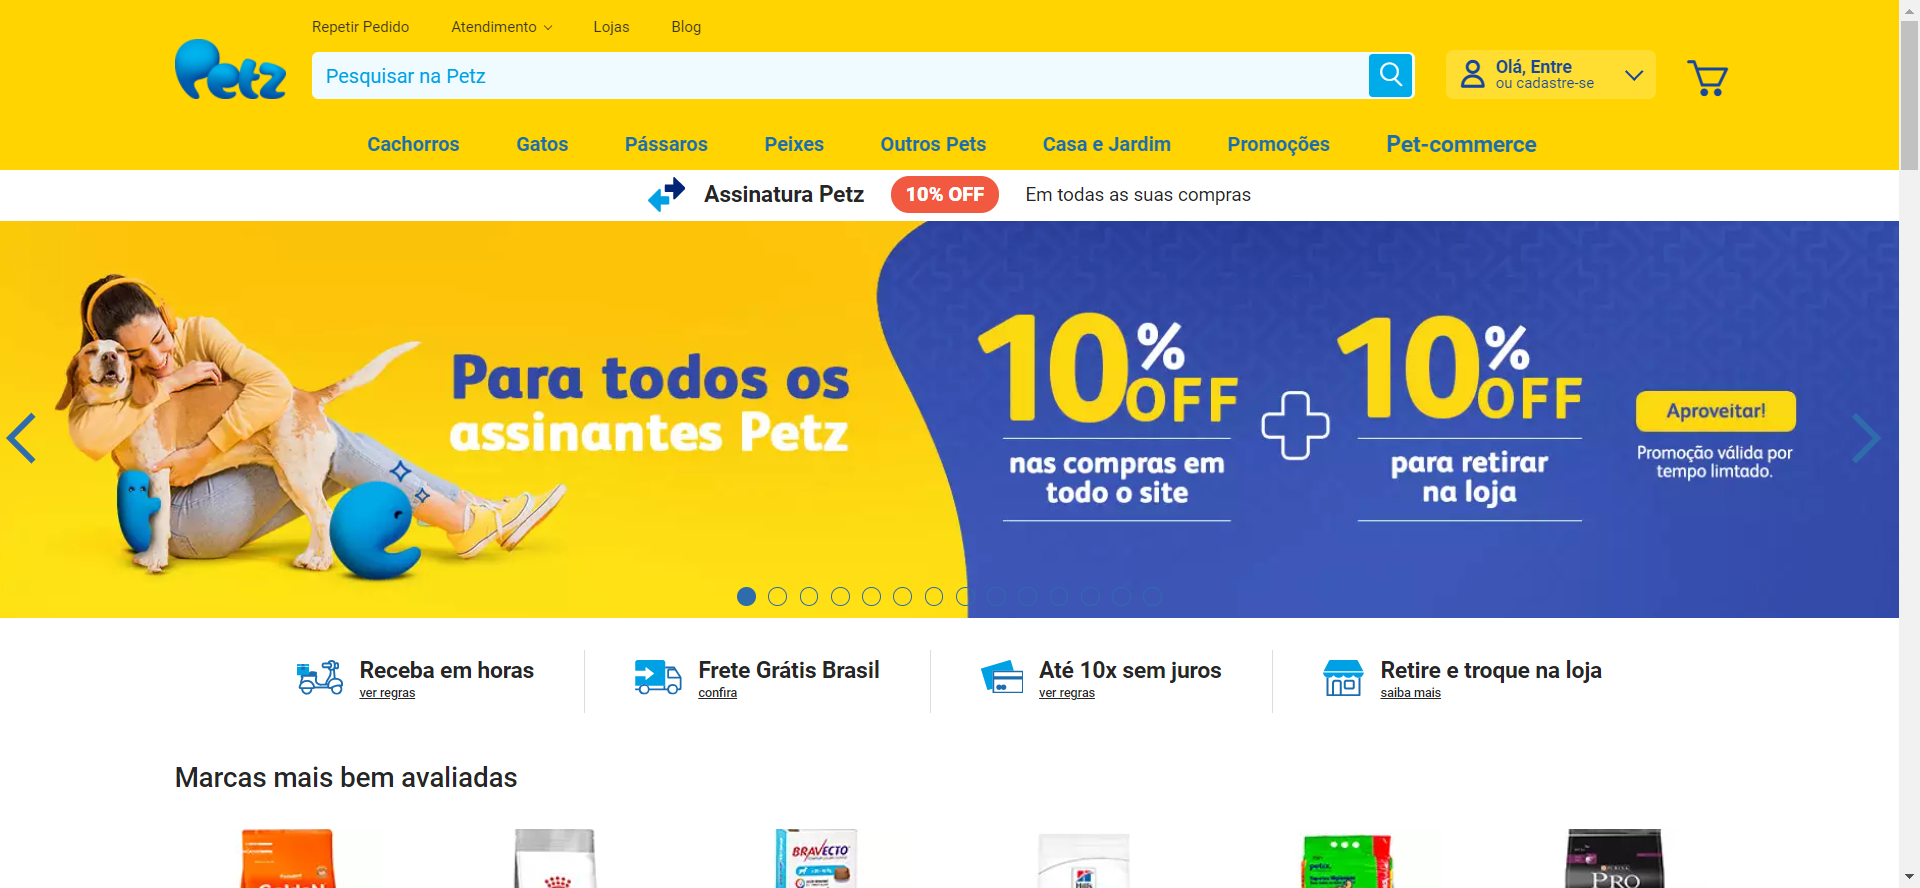 Repetir Pedido
Atendimento
Lojas
Blog
Petz
Pesquisar na Petz
Olá, Entre
ou cadastre-se
Cachorros
Gatos
Pássaros
Peixes
Outros Pets
Casa e Jardim
Promoções
Pet-commerce
Assinatura Petz
10% OFF
Em todas as suas compras
Para todos os
assinantes Petz
10% OFF
nas compras em
todo o site
10% OFF
para retirar
na loja
Aproveitar!
Promoção válida por
tempo limtado.
Receba em horas
ver regras
Frete Grátis Brasil
confira
Até 10x sem juros
ver regras
Retire e troque na loja
saiba mais
Marcas mais bem avaliadas
GoldeN
BRAVECTO
Hill's
petix.
PURINA
PRO